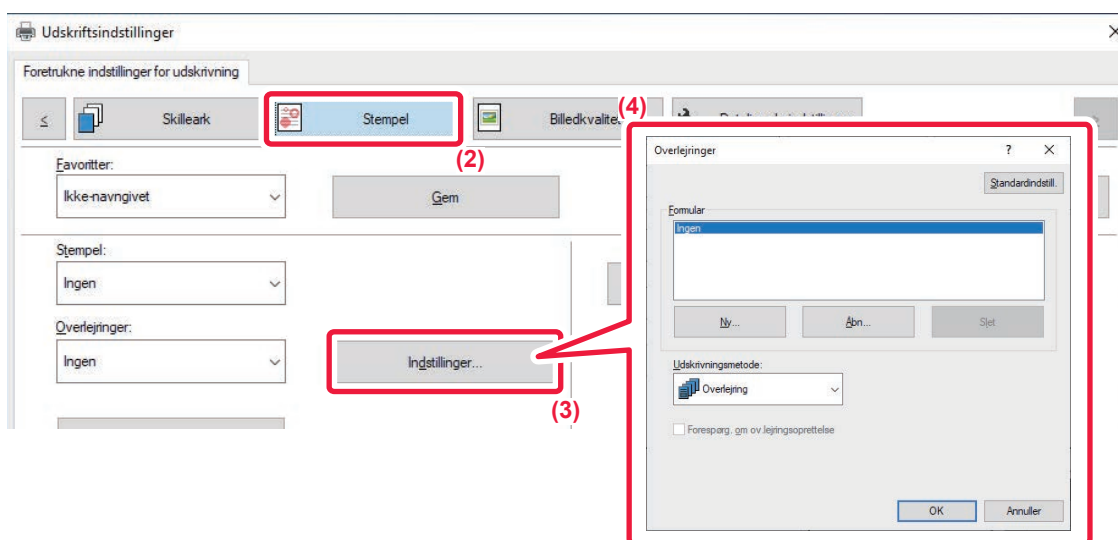 Udskriftsindstillinger
Foretrukne indstillinger for udskrivning
≤ Skilleark Stempel
(2)
(4)
Favoritter:
Ikke-navngivet Gem
Stempel:
Ingen
Overlejringer:
Ingen Indstillinger...
(3)
Overlejringer ?
Standardindstill.
Formular
Ingen
Ny... Åbn... Slet
Udskrivningsmetode:
Overlejring
Forespørg. om ov.lejringsoprettelse
OK Annuller